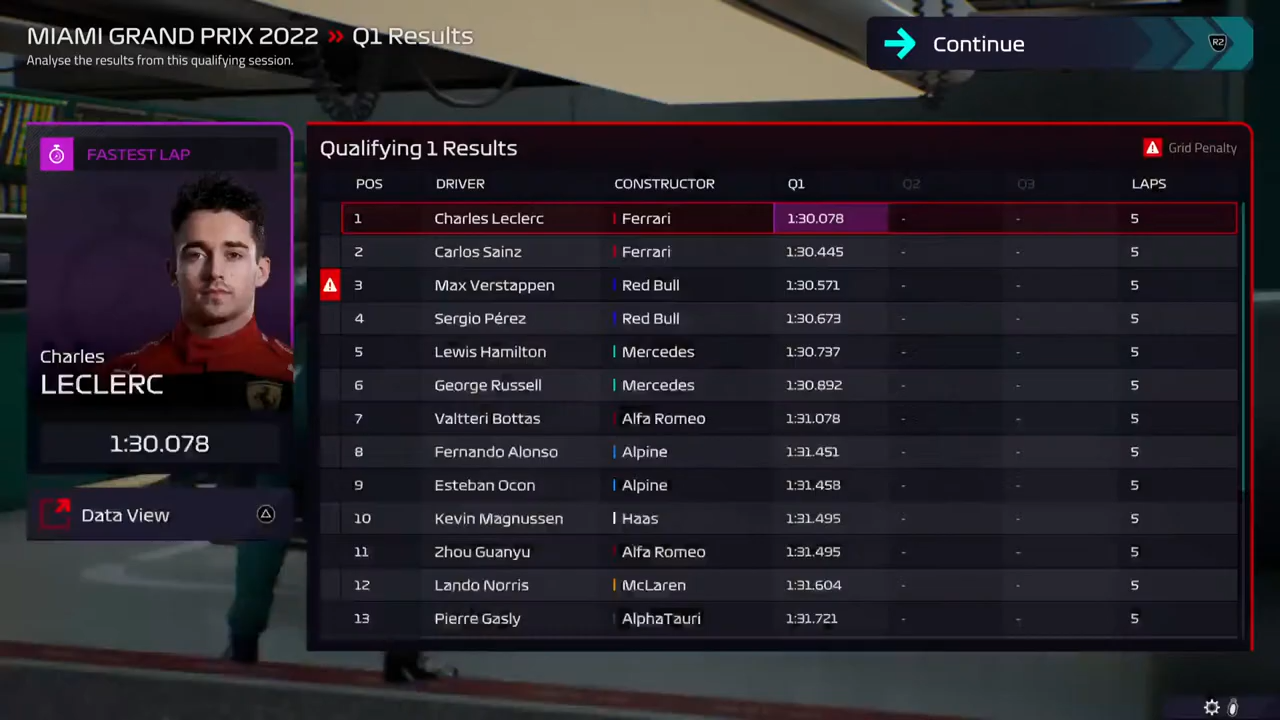 MIAMI GRAND PRIX 2022 » Q1 Results
Analyse the results from this qualifying session.
Continue
R2
FASTEST LAP
Charles
LECLERC
1:30.078
Data View
Qualifying 1 Results
Grid Penalty
POS DRIVER CONSTRUCTOR Q1 Q2 Q3 LAPS
1 Charles Leclerc Ferrari 1:30.078 - - 5
2 Carlos Sainz Ferrari 1:30.445 - - 5
3 Max Verstappen Red Bull 1:30.571 - - 5
4 Sergio Pérez Red Bull 1:30.673 - - 5
5 Lewis Hamilton Mercedes 1:30.737 - - 5
6 George Russell Mercedes 1:30.892 - - 5
7 Valtteri Bottas Alfa Romeo 1:31.078 - - 5
8 Fernando Alonso Alpine 1:31.451 - - 5
9 Esteban Ocon Alpine 1:31.458 - - 5
10 Kevin Magnussen Haas 1:31.495 - - 5
11 Zhou Guanyu Alfa Romeo 1:31.495 - - 5
12 Lando Norris McLaren 1:31.604 - - 5
13 Pierre Gasly AlphaTauri 1:31.721 - - 5